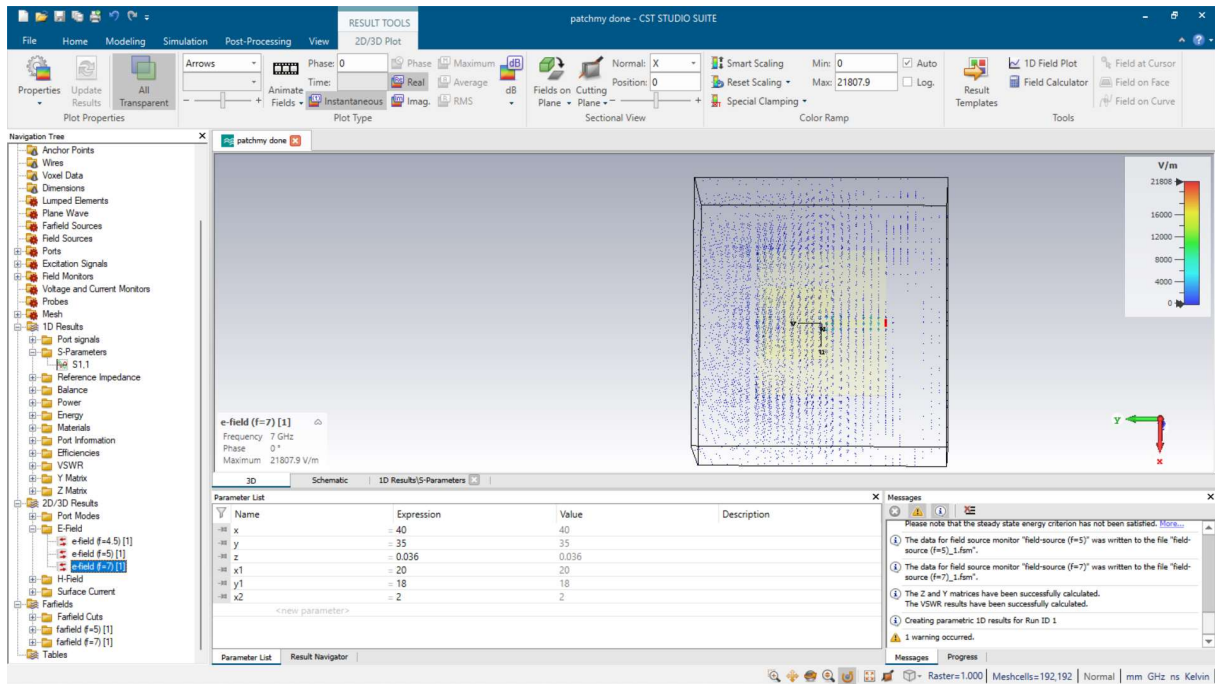 patchmy done - CST STUDIO SUITE
RESULT TOOLS
File Home Modeling Simulation Post-Processing View 2D/3D Plot
Properties
Update Results
All Transparent
Plot Properties
Arrows
Animate Fields
Phase: 0
Time:
Instantaneous
Phase
Real
Imag.
Maximum
Average
RMS
dB
dB
Plot Type
Fields on Plane
Cutting Plane
Normal: X
Position: 0
Sectional View
Smart Scaling
Reset Scaling
Special Clamping
Min: 0
Max: 21807.9
Auto
Log.
Color Ramp
Result Templates
1D Field Plot
Field Calculator
Field at Cursor
Field on Face
Field on Curve
Tools
Navigation Tree
Anchor Points
Wires
Voxel Data
Dimensions
Lumped Elements
Plane Wave
Farfield Sources
Field Sources
Ports
Excitation Signals
Field Monitors
Voltage and Current Monitors
Probes
Mesh
1D Results
Port signals
S-Parameters
S1,1
Reference Impedance
Balance
Power
Energy
Materials
Port Information
Efficiencies
VSWR
Y Matrix
Z Matrix
2D/3D Results
Port Modes
E-Field
e-field (f=4.5) [1]
e-field (f=5) [1]
e-field (f=7) [1]
H-Field
Surface Current
Farfields
Farfield Cuts
farfield (f=5) [1]
farfield (f=7) [1]
Tables
patchmy done
V/m
21808
16000
12000
8000
4000
0
v
u
y
x
e-field (f=7) [1]
Frequency 7 GHz
Phase 0 °
Maximum 21807.9 V/m
3D Schematic 1D Results\S-Parameters
Parameter List
Name Expression Value Description
x = 40 40
y = 35 35
z = 0.036 0.036
x1 = 20 20
y1 = 18 18
x2 = 2 2
<new parameter>
Parameter List Result Navigator
Messages
Please note that the steady state energy criterion has not been satisfied. More...
The data for field source monitor "field-source (f=5)" was written to the file "field-
source (f=5)_1.fsm".
The data for field source monitor "field-source (f=7)" was written to the file "field-
source (f=7)_1.fsm".
The Z and Y matrices have been successfully calculated.
The VSWR results have been successfully calculated.
Creating parametric 1D results for Run ID 1
1 warning occurred.
Messages Progress
Raster=1.000 Meshcells=192,192 Normal mm GHz ns Kelvin